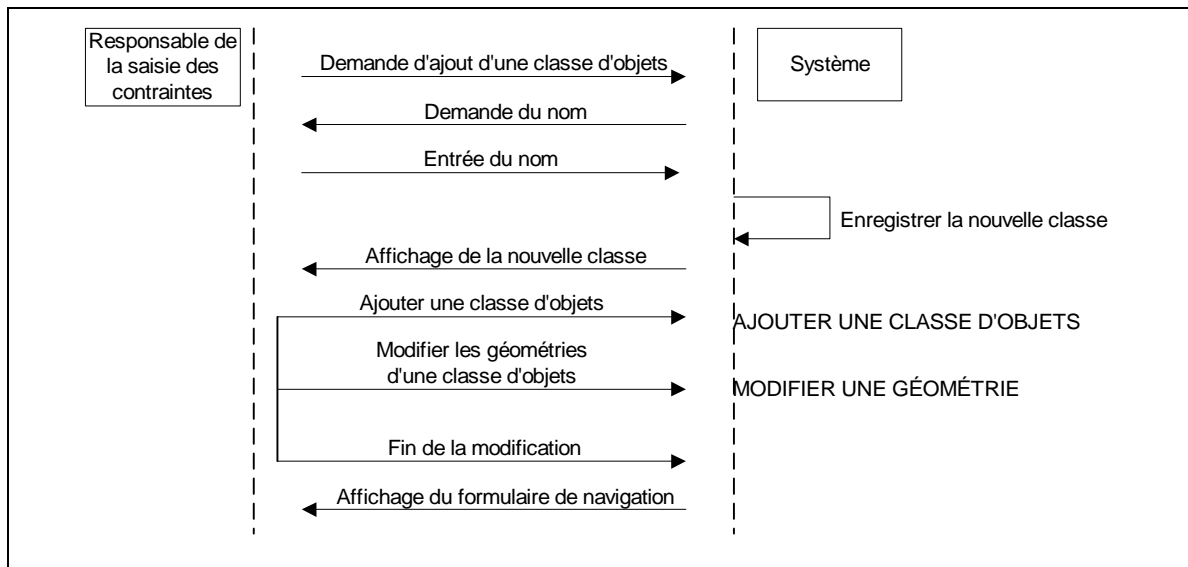 Responsable de
la saisie des
contraintes
Système
Demande d'ajout d'une classe d'objets
Demande du nom
Entrée du nom
Enregistrer la nouvelle classe
Affichage de la nouvelle classe
Ajouter une classe d'objets
AJOUTER UNE CLASSE D'OBJETS
Modifier les géométries
d'une classe d'objets
MODIFIER UNE GÉOMÉTRIE
Fin de la modification
Affichage du formulaire de navigation